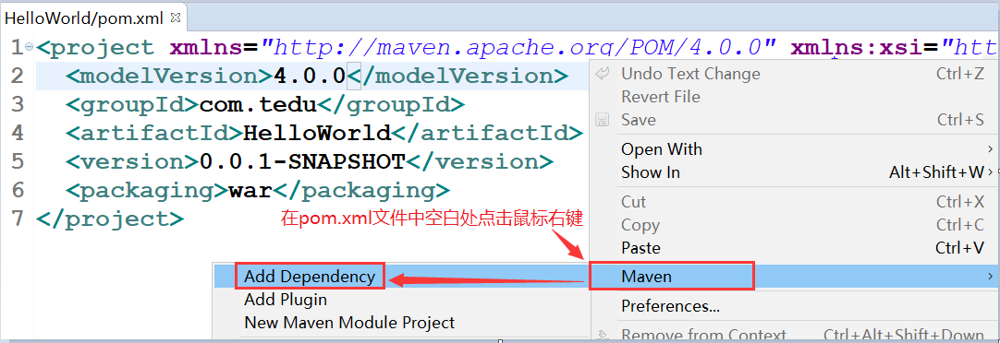 HelloWorld/pom.xml
1 <project xmlns="http://maven.apache.org/POM/4.0.0" xmlns:xsi="htt
2 <modelVersion>4.0.0</modelVersion>
3 <groupId>com.tedu</groupId>
4 <artifactId>HelloWorld</artifactId>
5 <version>0.0.1-SNAPSHOT</version>
6 <packaging>war</packaging>
7 </project>
在pom.xml文件中空白处点击鼠标右键
Undo Text Change Ctrl+Z
Revert File
Save Ctrl+S
Open With
Show In Alt+Shift+W
Cut Ctrl+X
Copy Ctrl+C
Paste Ctrl+V
Maven
Preferences...
Remove from Context Ctrl+Alt+Shift+Down
Add Dependency
Add Plugin
New Maven Module Project